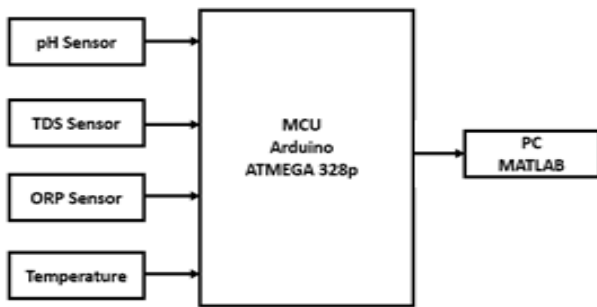 pH Sensor
TDS Sensor
ORP Sensor
Temperature
MCU
Arduino
ATMEGA 328p
PC
MATLAB